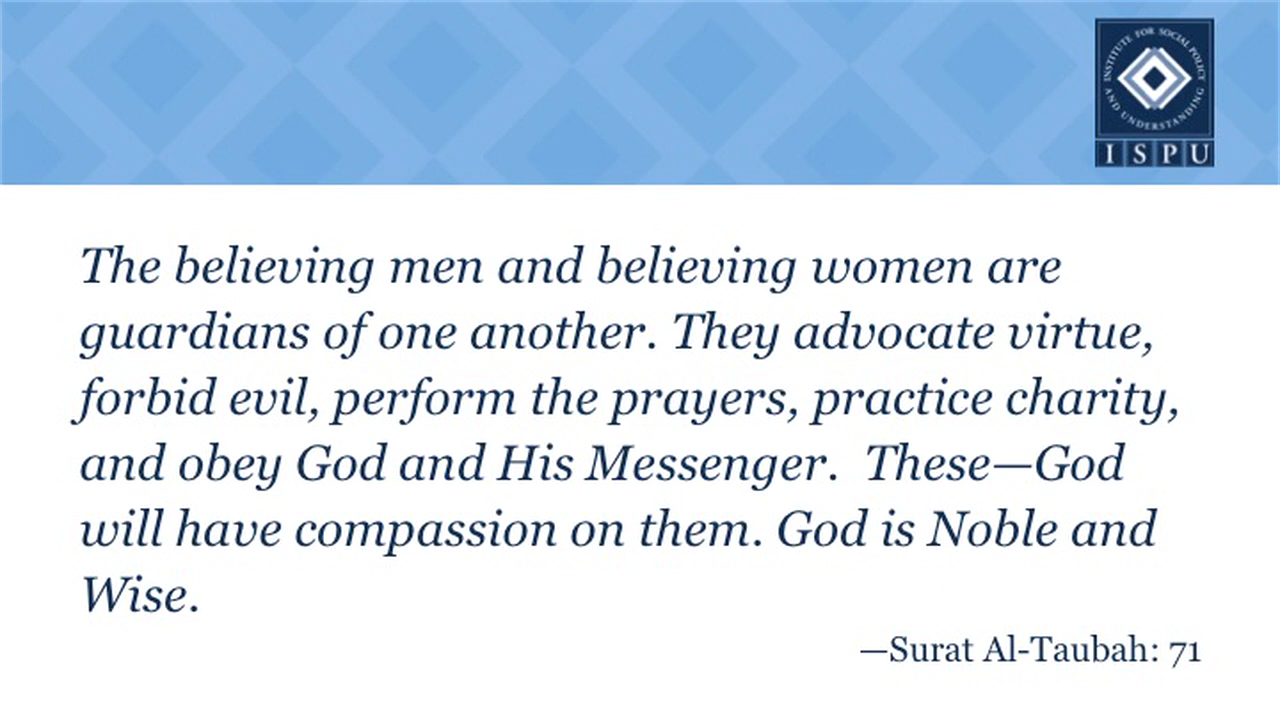 INSTITUTE FOR SOCIAL POLICY
AND UNDERSTANDING
ISPU
The believing men and believing women are
guardians of one another. They advocate virtue,
forbid evil, perform the prayers, practice charity,
and obey God and His Messenger.  These—God
will have compassion on them. God is Noble and
Wise.
—Surat Al-Taubah: 71